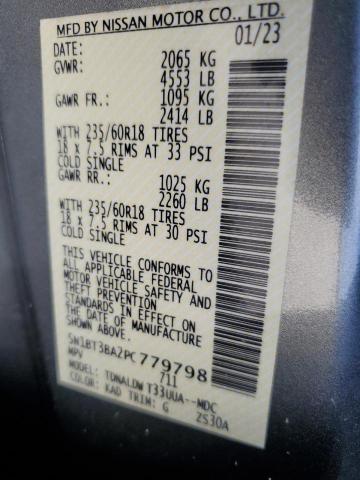 MFD BY NISSAN MOTOR CO., LTD.
DATE: 01/23
GVWR: 2065 KG
4553 LB
GAWR FR.: 1095 KG
2414 LB
WITH 235/60R18 TIRES
18 x 7.5 RIMS AT 33 PSI
COLD SINGLE
GAWR RR.: 1025 KG
2260 LB
WITH 235/60R18 TIRES
18 x 7.5 RIMS AT 30 PSI
COLD SINGLE
THIS VEHICLE CONFORMS TO
ALL APPLICABLE FEDERAL
MOTOR VEHICLE SAFETY AND
THEFT PREVENTION
STANDARDS IN EFFECT ON
THE DATE OF MANUFACTURE
SHOWN ABOVE
5N1BT3BA2PC779798
MPV 711
MODEL: TDNALDW T33UUA--MDC
COLOR: KAD TRIM: G 2S30A